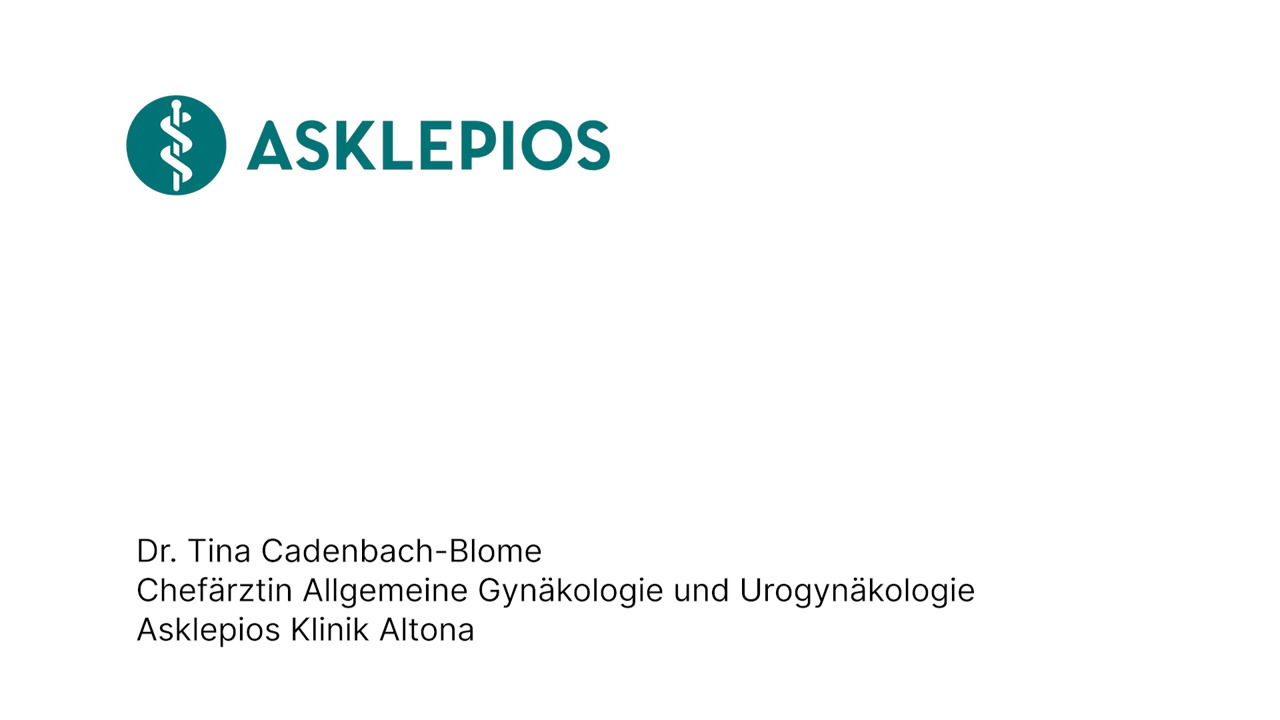 ASKLEPIOS
Dr. Tina Cadenbach-Blome
Chefärztin Allgemeine Gynäkologie und Urogynäkologie
Asklepios Klinik Altona